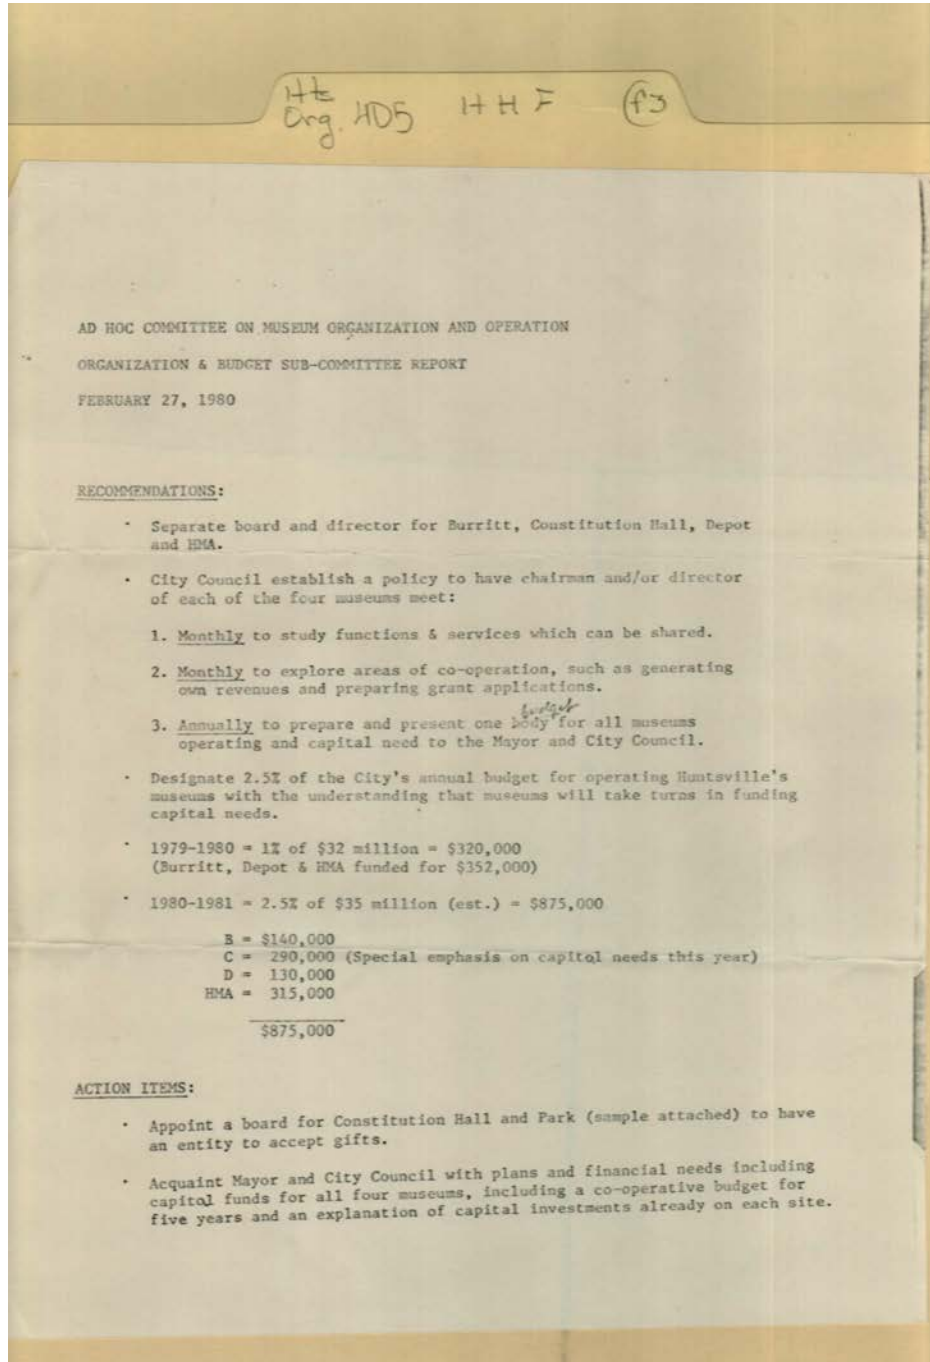 Hts
Org. HD5 HHF f3
AD HOC COMMITTEE ON MUSEUM ORGANIZATION AND OPERATION
ORGANIZATION & BUDGET SUB-COMMITTEE REPORT
FEBRUARY 27, 1980
RECOMMENDATIONS:
· Separate board and director for Burritt, Constitution Hall, Depot
and HMA.
· City Council establish a policy to have chairman and/or director
of each of the four museums meet:
1. Monthly to study functions & services which can be shared.
2. Monthly to explore areas of co-operation, such as generating
own revenues and preparing grant applications.
budget
3. Annually to prepare and present one body for all museums
operating and capital need to the Mayor and City Council.
· Designate 2.5% of the City's annual budget for operating Huntsville's
museums with the understanding that museums will take turns in funding
capital needs.
· 1979-1980 = 1% of $32 million = $320,000
(Burritt, Depot & HMA funded for $352,000)
· 1980-1981 = 2.5% of $35 million (est.) = $875,000
B = $140,000
C = 290,000 (Special emphasis on capital needs this year)
D = 130,000
HMA = 315,000
$875,000
ACTION ITEMS:
· Appoint a board for Constitution Hall and Park (sample attached) to have
an entity to accept gifts.
· Acquaint Mayor and City Council with plans and financial needs including
capital funds for all four museums, including a co-operative budget for
five years and an explanation of capital investments already on each site.